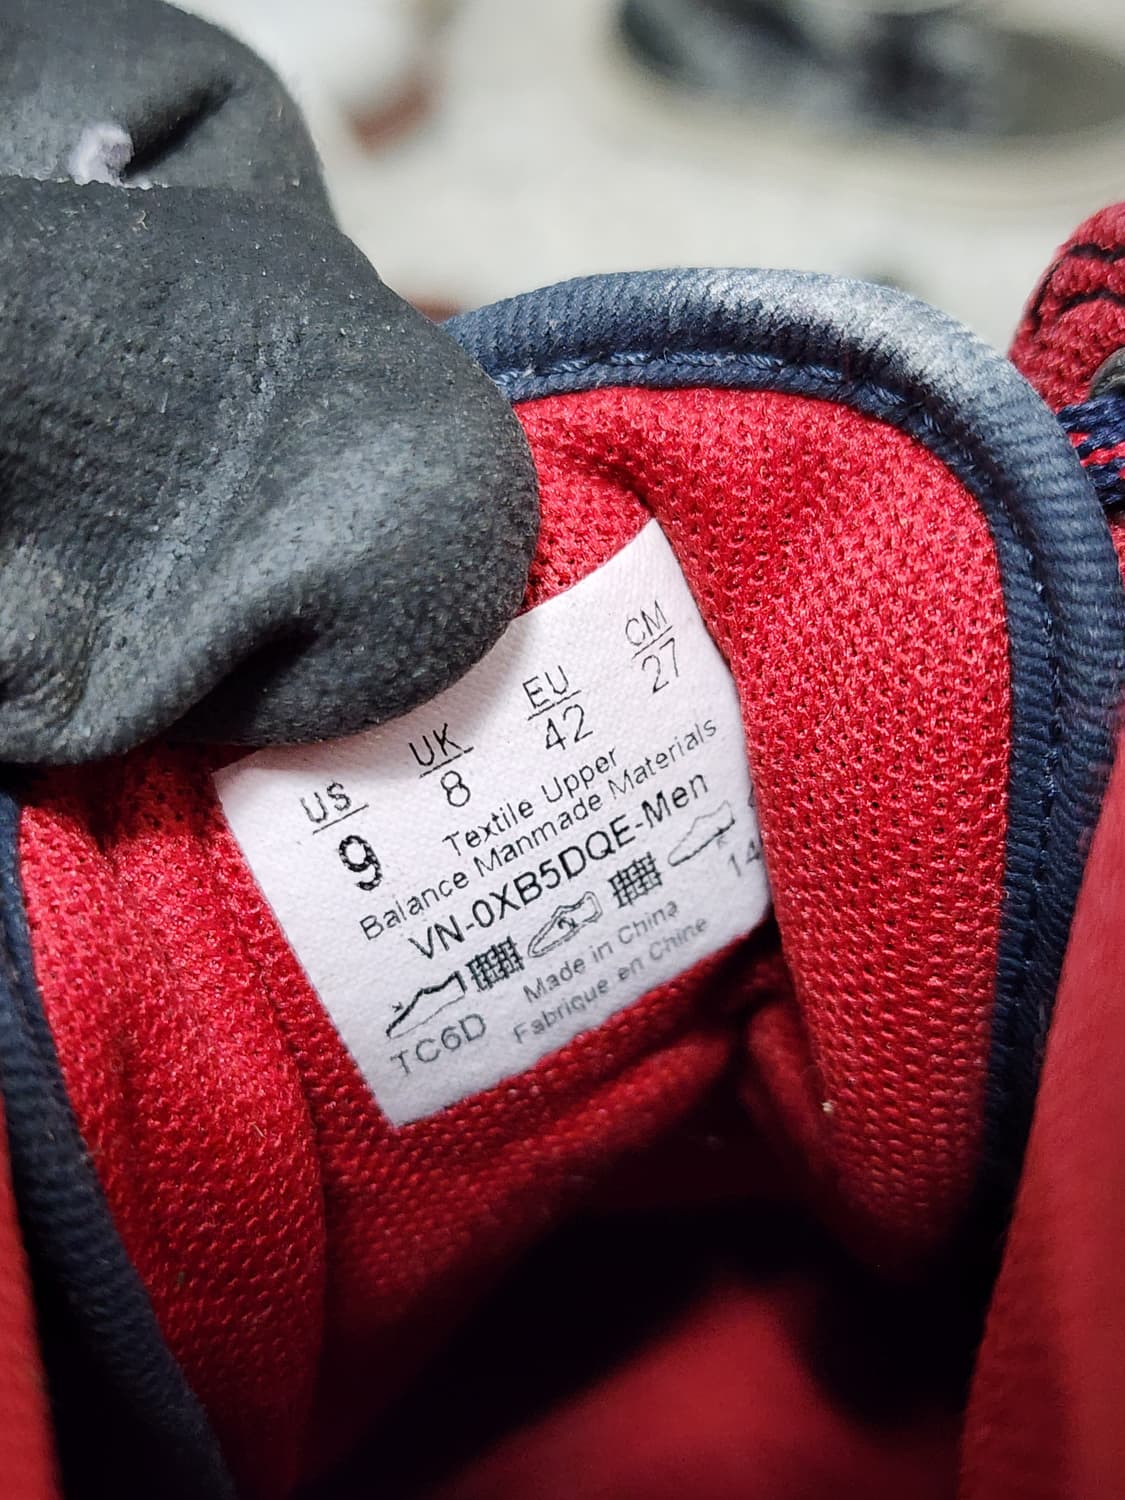 US UK EU CM
9 8 42 27
Textile Upper
Balance Manmade Materials
VN-0XB5DQE-Men
Made in China
TC6D Fabrique en Chine
14